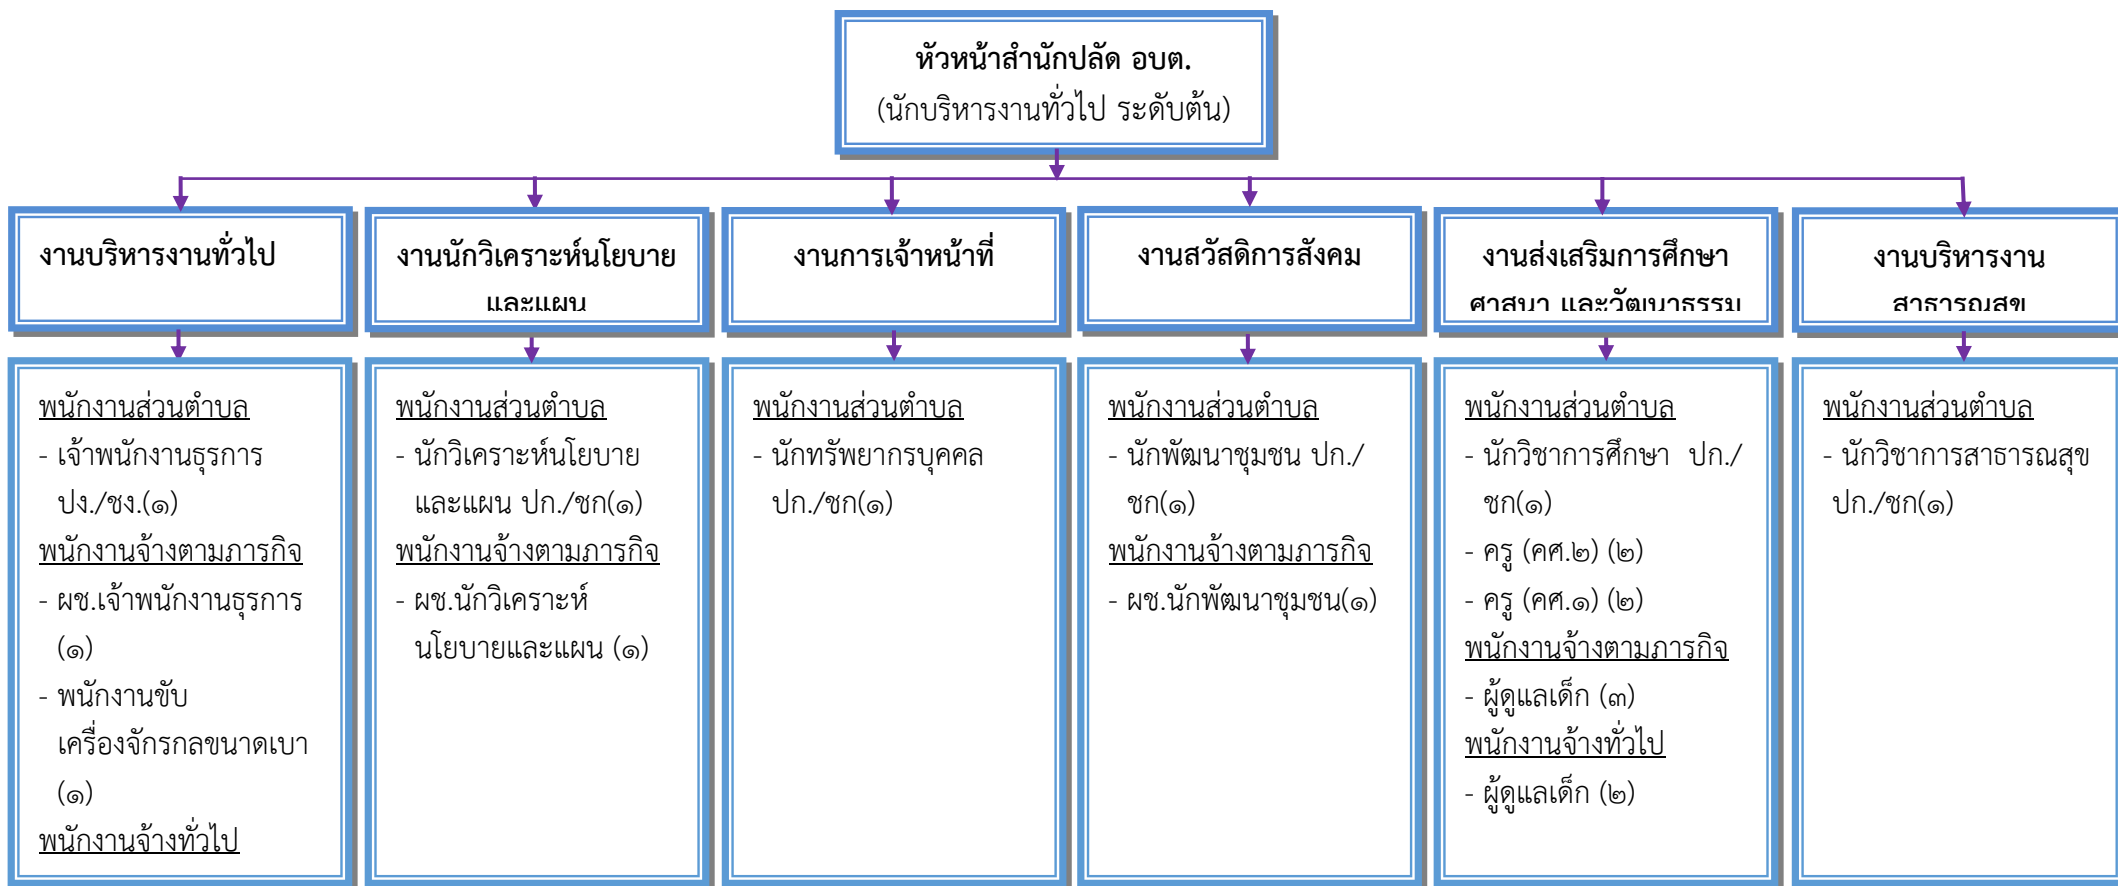 หัวหน้าสำนักปลัด อบต.
(นักบริหารงานทั่วไป ระดับต้น)
งานบริหารงานทั่วไป
งานนักวิเคราะห์นโยบาย
และแผน
งานการเจ้าหน้าที่
งานสวัสดิการสังคม
งานส่งเสริมการศึกษา
ศาสนา และวัฒนาธรรม
งานบริหารงาน
สาธารณสุข
พนักงานส่วนตำบล
- เจ้าพนักงานธุรการ
ปง./ชง.(๑)
พนักงานจ้างตามภารกิจ
- ผช.เจ้าพนักงานธุรการ
(๑)
- พนักงานขับ
เครื่องจักรกลขนาดเบา
(๑)
พนักงานจ้างทั่วไป
พนักงานส่วนตำบล
- นักวิเคราะห์นโยบาย
และแผน ปก./ชก(๑)
พนักงานจ้างตามภารกิจ
- ผช.นักวิเคราะห์
นโยบายและแผน (๑)
พนักงานส่วนตำบล
- นักทรัพยากรบุคคล
ปก./ชก(๑)
พนักงานส่วนตำบล
- นักพัฒนาชุมชน ปก./
ชก(๑)
พนักงานจ้างตามภารกิจ
- ผช.นักพัฒนาชุมชน(๑)
พนักงานส่วนตำบล
- นักวิชาการศึกษา ปก./
ชก(๑)
- ครู (คศ.๒) (๒)
- ครู (คศ.๑) (๒)
พนักงานจ้างตามภารกิจ
- ผู้ดูแลเด็ก (๓)
พนักงานจ้างทั่วไป
- ผู้ดูแลเด็ก (๒)
พนักงานส่วนตำบล
- นักวิชาการสาธารณสุข
ปก./ชก(๑)